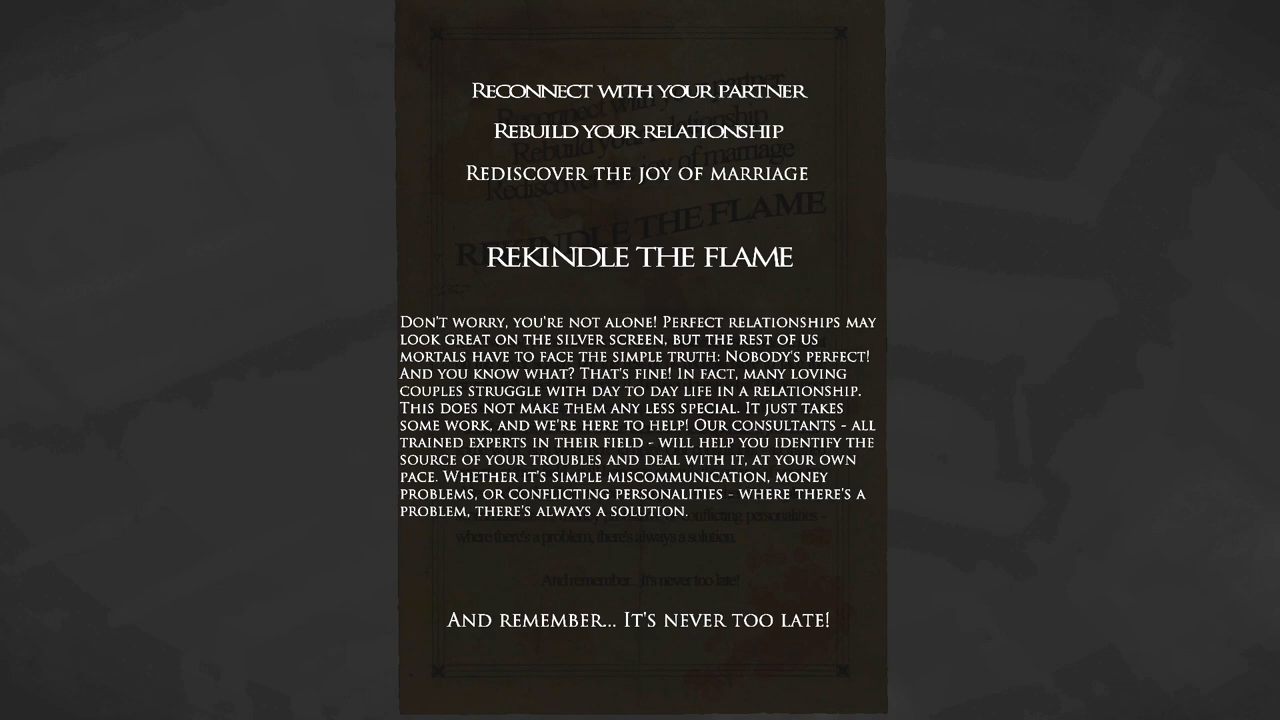 Reconnect with your partner
Rebuild your relationship
Rediscover the joy of marriage
REKINDLE THE FLAME
Don't worry, you're not alone! Perfect relationships may
look great on the silver screen, but the rest of us
mortals have to face the simple truth: Nobody's perfect!
And you know what? That's fine! In fact, many loving
couples struggle with day to day life in a relationship.
This does not make them any less special. It just takes
some work, and we're here to help! Our consultants - all
trained experts in their field - will help you identify the
source of your troubles and deal with it, at your own
pace. Whether it's simple miscommunication, money
problems, or conflicting personalities - where there's a
problem, there's always a solution.
And remember... It's never too late!